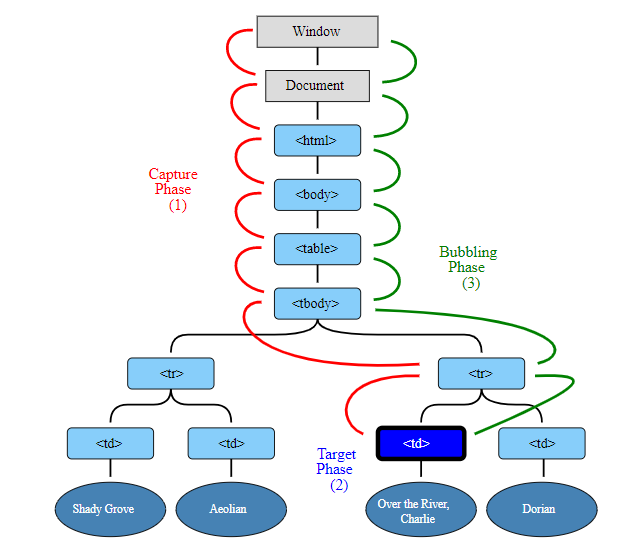 Window
Document
<html>
Capture
Phase
(1)
<body>
<table>
Bubbling
Phase
(3)
<tbody>
<tr>
<tr>
<td>
<td>
<td>
<td>
Target
Phase
(2)
Shady Grove
Aeolian
Over the River,
Charlie
Dorian